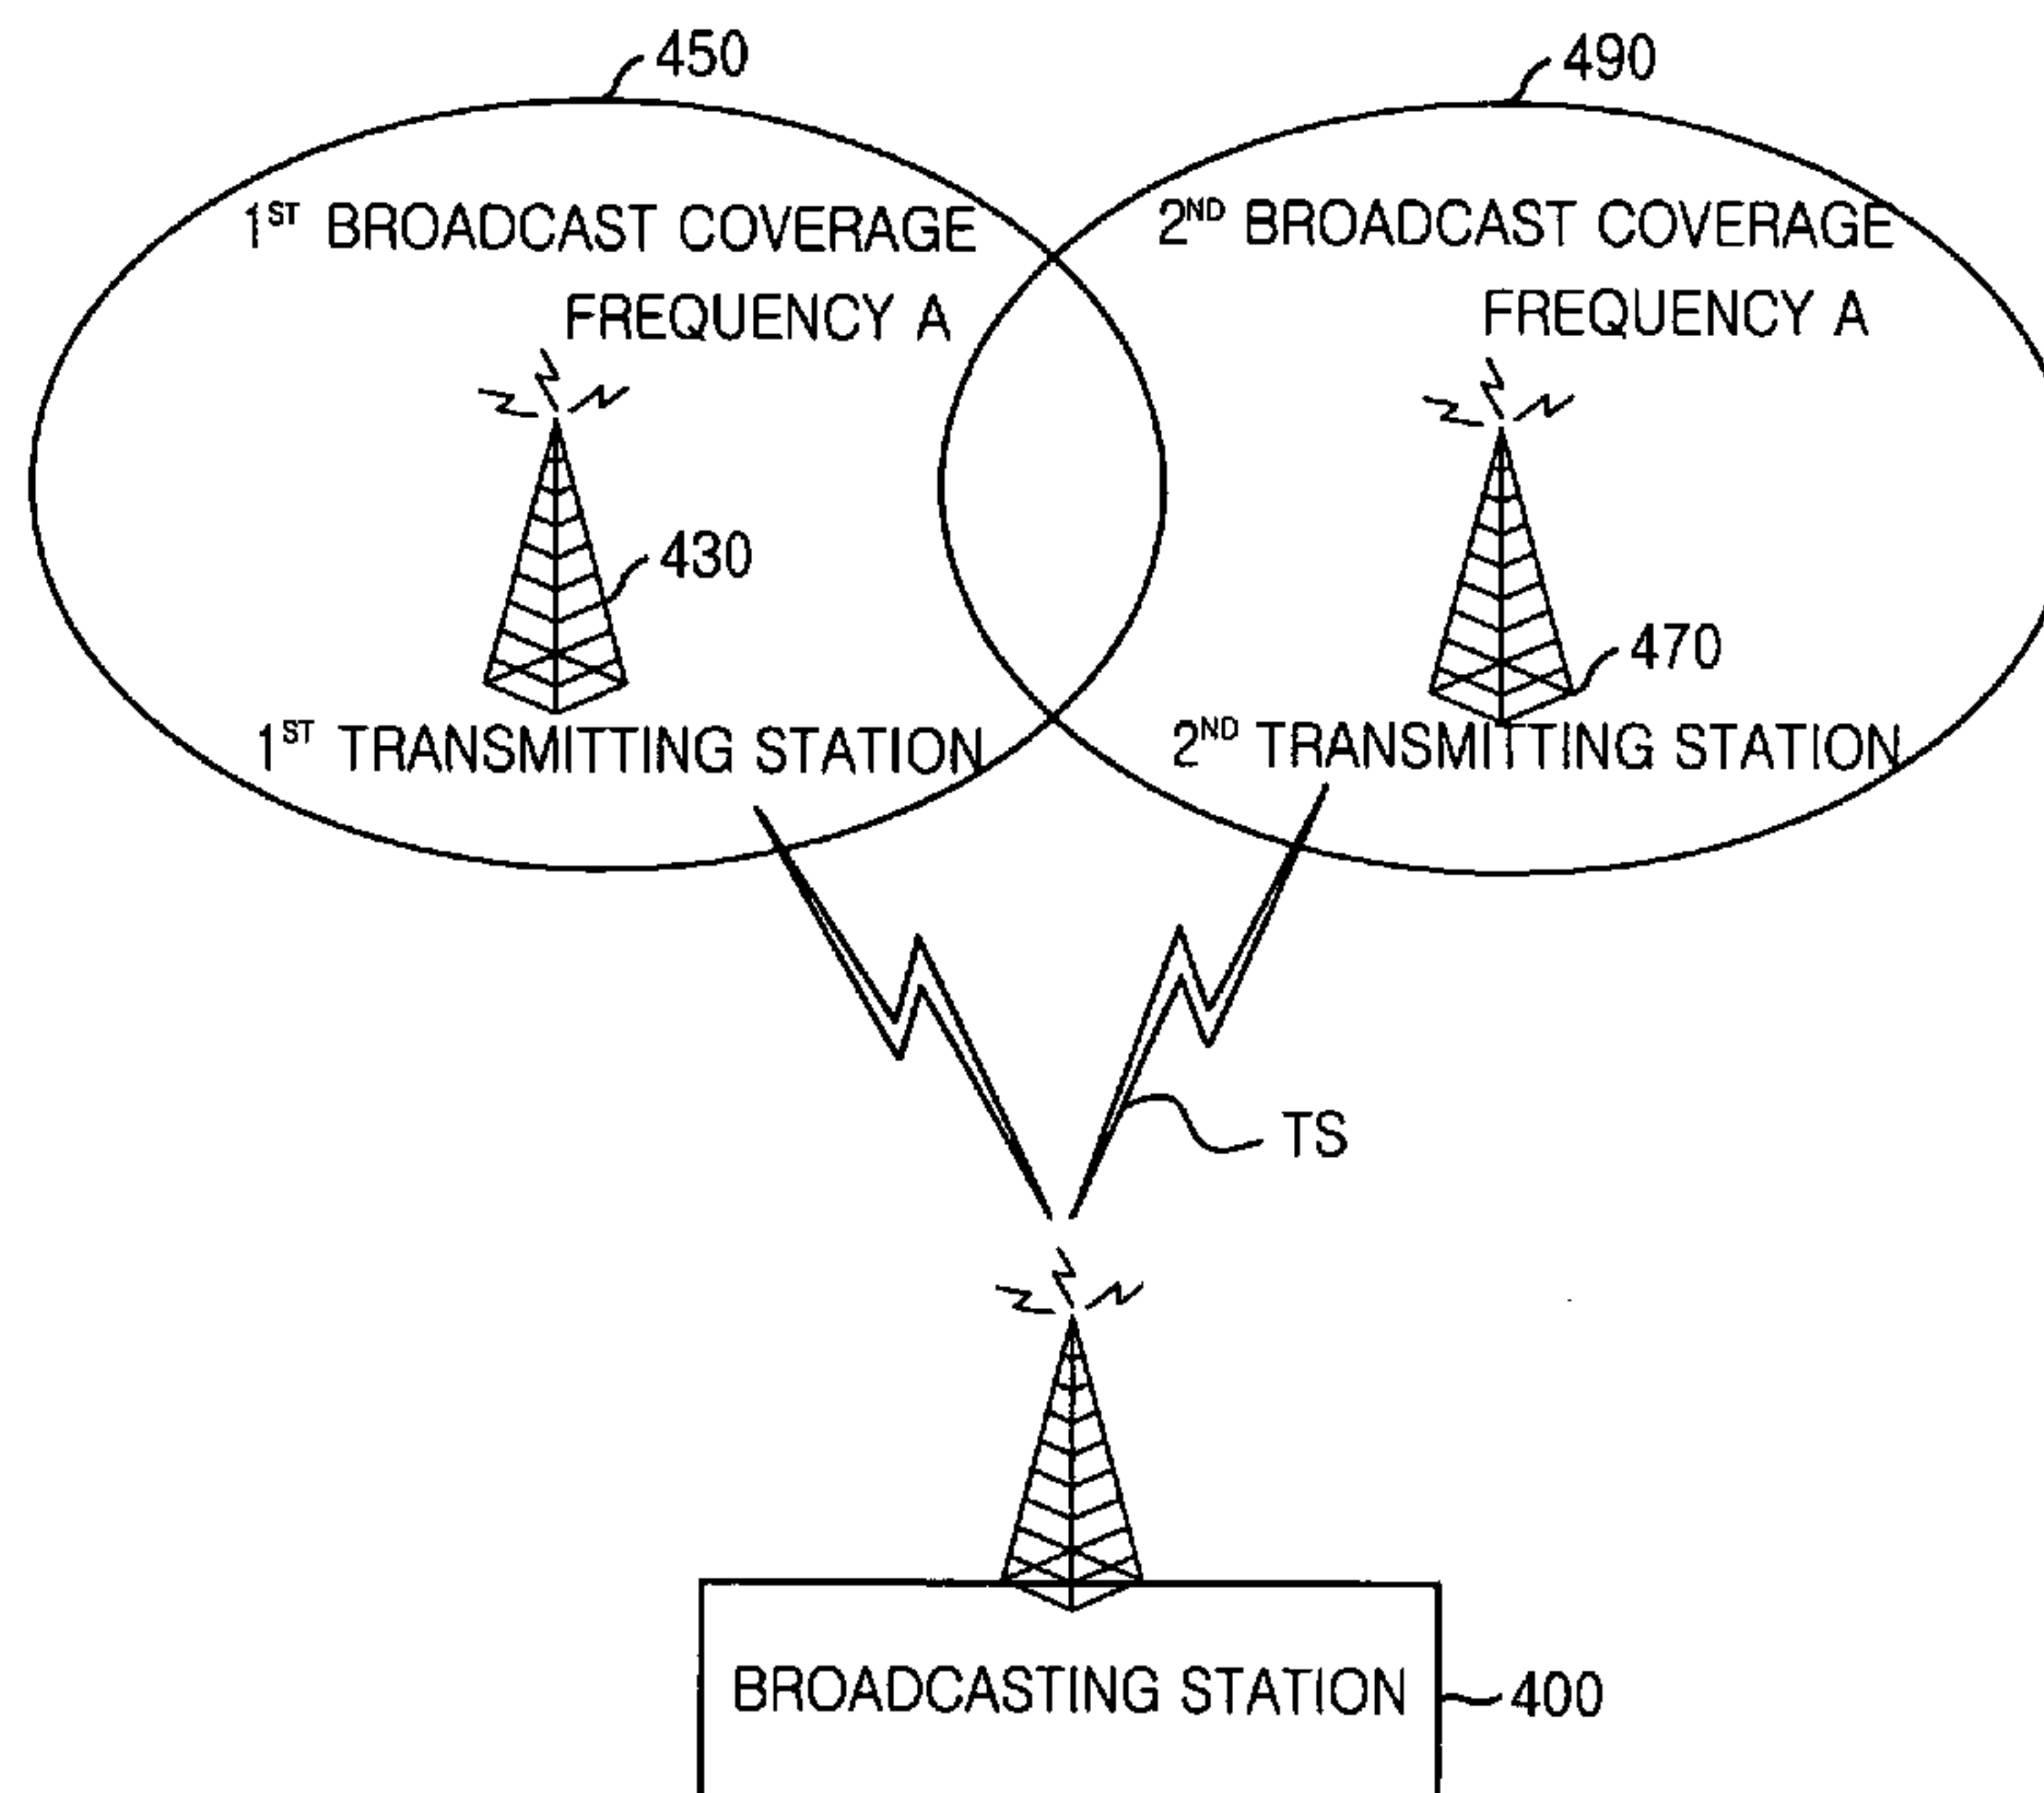 450
490
1ST BROADCAST COVERAGE
2ND BROADCAST COVERAGE
FREQUENCY A
FREQUENCY A
430
470
1ST TRANSMITTING STATION
2ND TRANSMITTING STATION
TS
BROADCASTING STATION
400